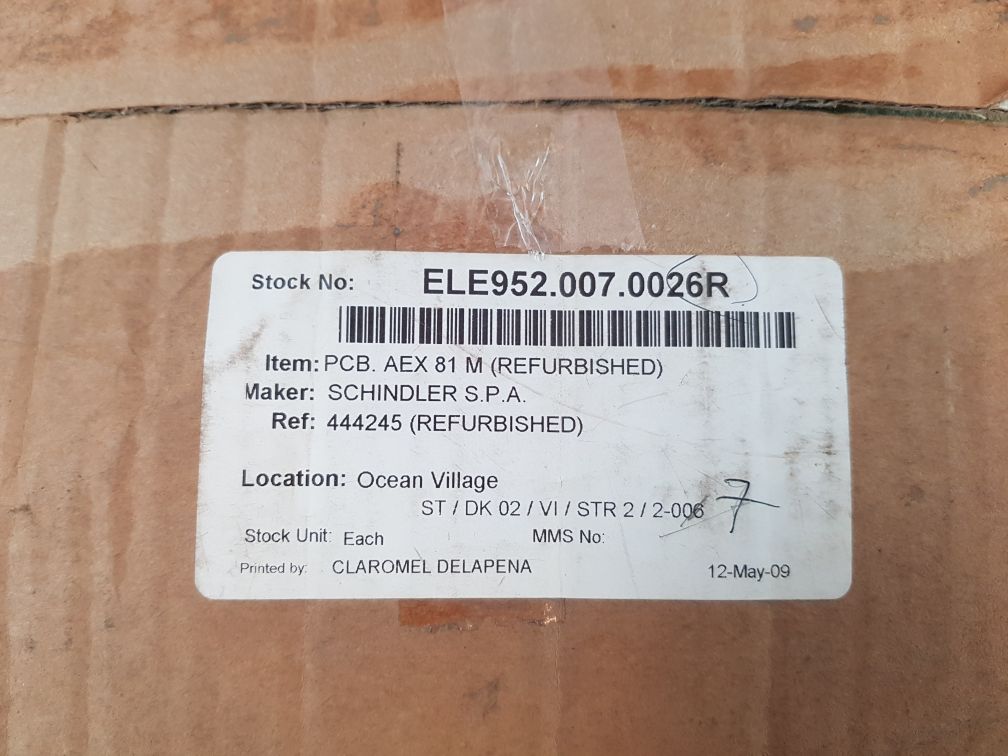 Stock No: ELE952.007.0026R
Item: PCB. AEX 81 M (REFURBISHED)
Maker: SCHINDLER S.P.A.
Ref: 444245 (REFURBISHED)
Location: Ocean Village
ST / DK 02 / VI / STR 2 / 2-006 7
Stock Unit: Each MMS No:
Printed by: CLAROMEL DELAPENA 12-May-09